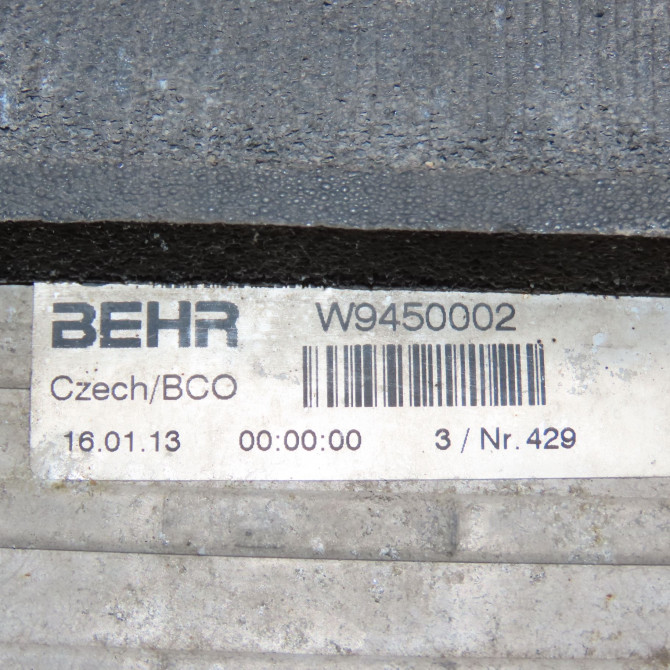 BEHR W9450002
Czech/BCO
16.01.13 00:00:00 3 / Nr. 429